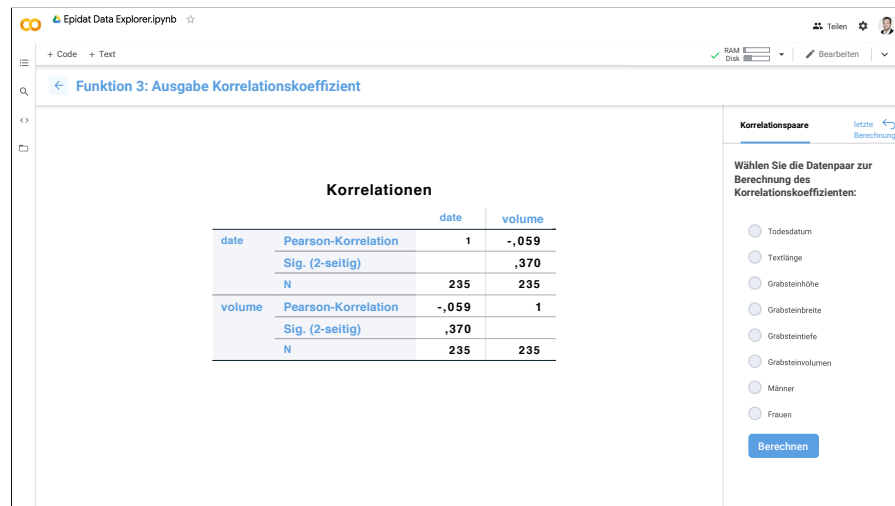 Epidat Data Explorer.ipynb
Teilen
+ Code + Text
RAM
Disk
Bearbeiten
Funktion 3: Ausgabe Korrelationskoeffizient
Korrelationspaare
letzte
Berechnung
Wählen Sie die Datenpaar zur
Berechnung des
Korrelationskoeffizienten:
Todesdatum
Textlänge
Grabsteinhöhe
Grabsteinbreite
Grabsteintiefe
Grabsteinvolumen
Männer
Frauen
Berechnen
Korrelationen
date volume
date Pearson-Korrelation 1 -,059
Sig. (2-seitig) ,370
N 235 235
volume Pearson-Korrelation -,059 1
Sig. (2-seitig) ,370
N 235 235